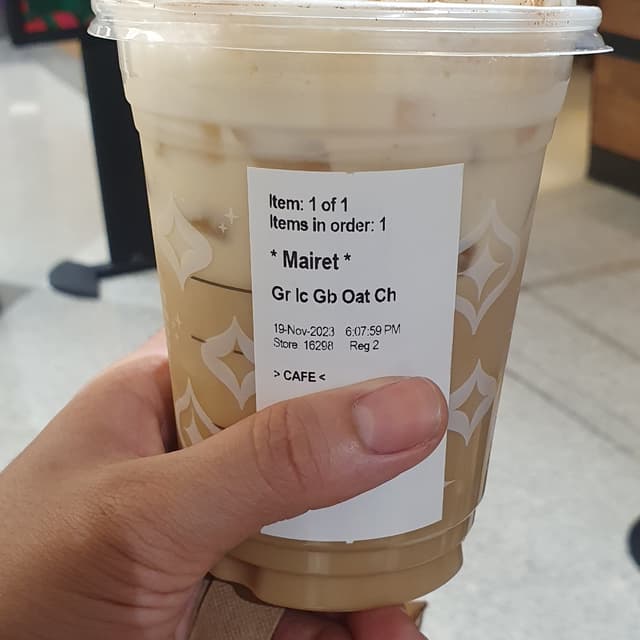 Item: 1 of 1
Items in order: 1
* Mairet *
Gr Ic Gb Oat Ch
19-Nov-2023 6:07:59 PM
Store 16298 Reg 2
> CAFE <